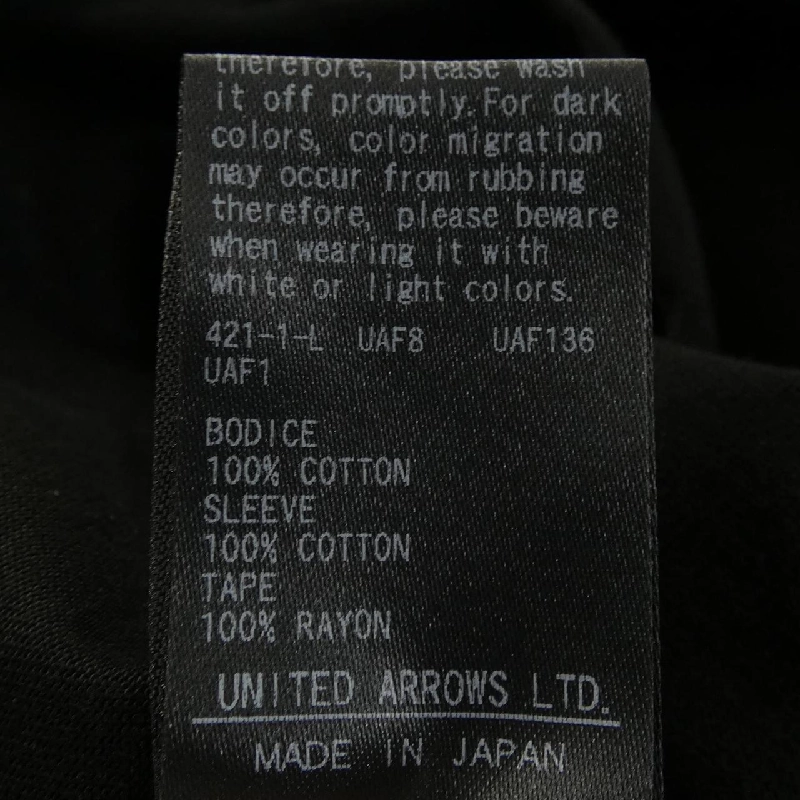 therefore, please wash
it off promptly.For dark
colors, color migration
may occur from rubbing
therefore, please beware
when wearing it with
white or light colors.
421-1-L UAF8 UAF136
UAF1
BODICE
100% COTTON
SLEEVE
100% COTTON
TAPE
100% RAYON
UNITED ARROWS LTD.
MADE IN JAPAN